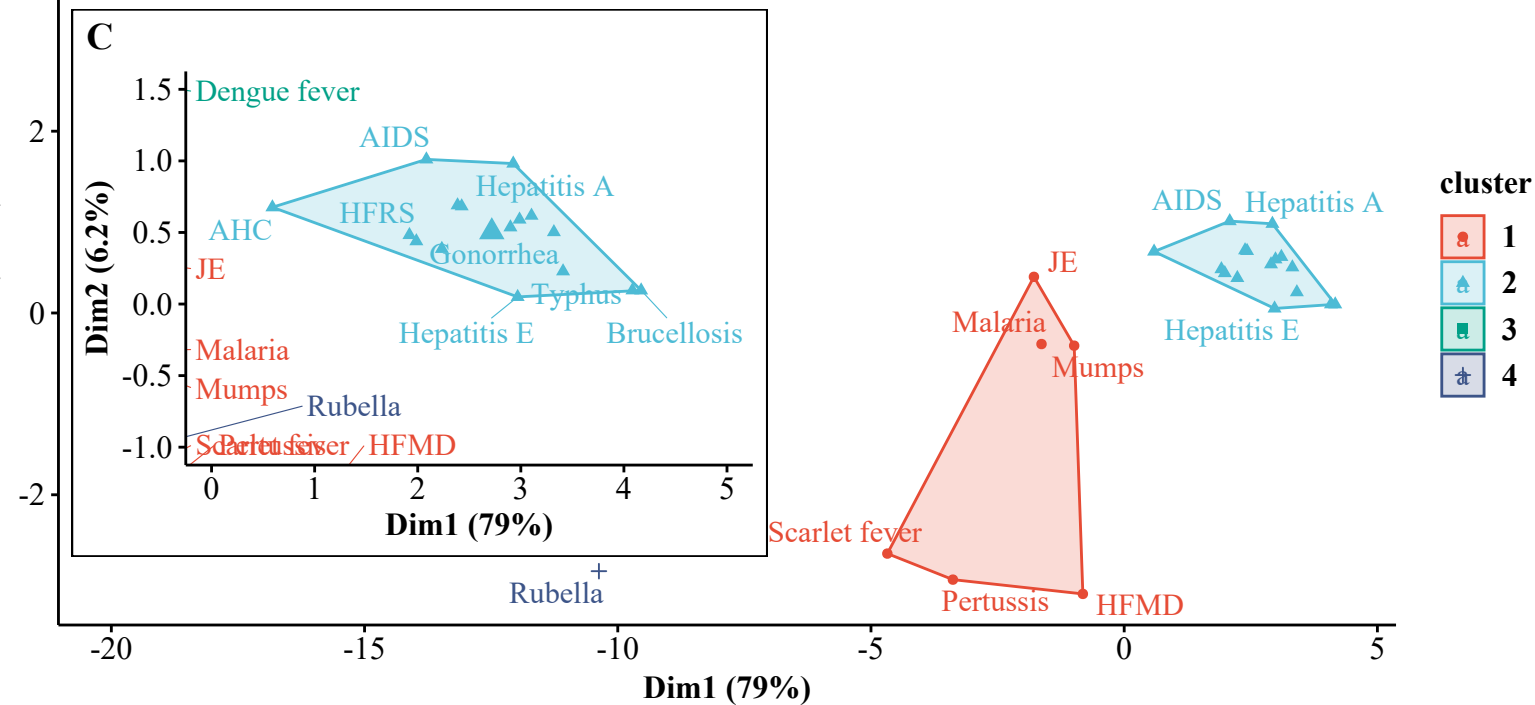 C
Dengue fever
AIDS
Hepatitis A
HFRS
AHC
Gonorrhea
JE
Typhus
Hepatitis E
Brucellosis
Malaria
Mumps
Rubella
Scarlet fever
Pertussis
HFMD
1.5
1.0
0.5
0.0
-0.5
-1.0
0 1 2 3 4 5
Dim1 (79%)
Dim2 (6.2%)
2
0
-2
AIDS
Hepatitis A
Hepatitis E
JE
Malaria
Mumps
Scarlet fever
Pertussis
HFMD
Rubella
-20 -15 -10 -5 0 5
Dim1 (79%)
cluster
a 1
a 2
a 3
a 4